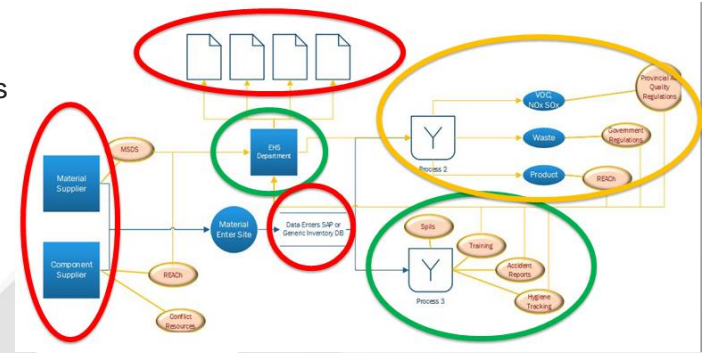 s
MSDS
Material
Supplier
Component
Supplier
REACh
Conflict
Resources
Material
Enter Site
EHS
Department
Data Enters SAP or
Generic Inventory DB
Process 2
VOC,
NOx SOx
Waste
Product
Provincial Air
Quality
Regulations
Government
Regulations
REACh
Spils
Training
Accident
Reports
Hygiene
Tracking
Process 3